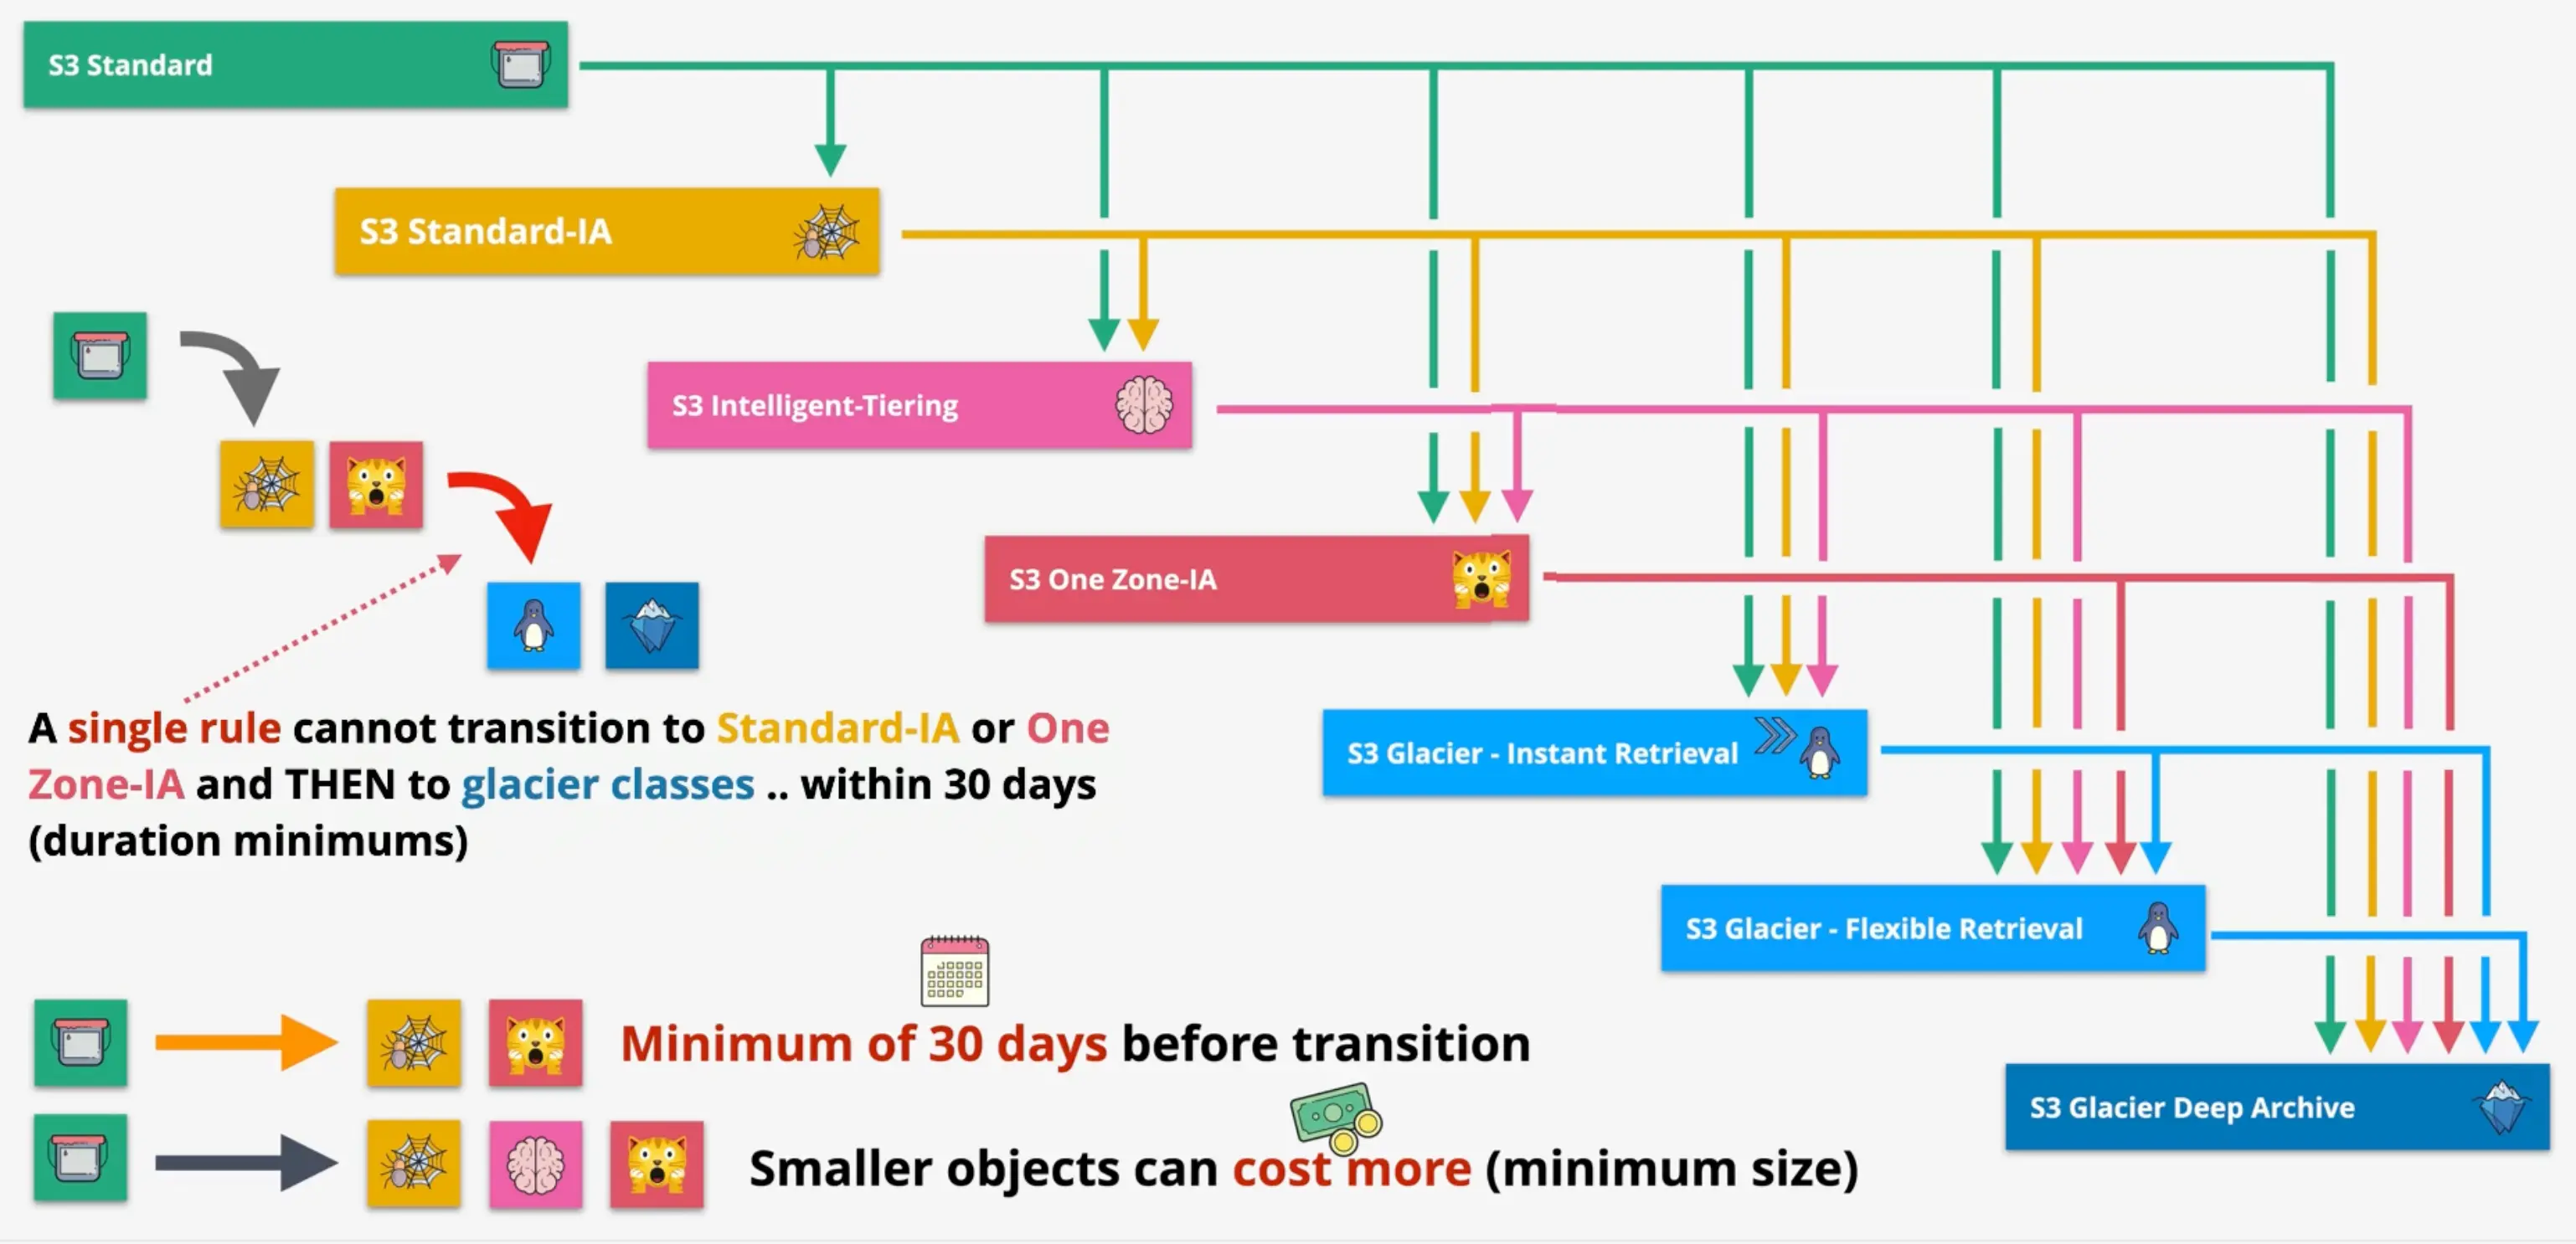 S3 Standard
S3 Standard-IA
S3 Intelligent-Tiering
S3 One Zone-IA
S3 Glacier - Instant Retrieval
S3 Glacier - Flexible Retrieval
S3 Glacier Deep Archive
A single rule cannot transition to Standard-IA or One
Zone-IA and THEN to glacier classes .. within 30 days
(duration minimums)
Minimum of 30 days before transition
Smaller objects can cost more (minimum size)